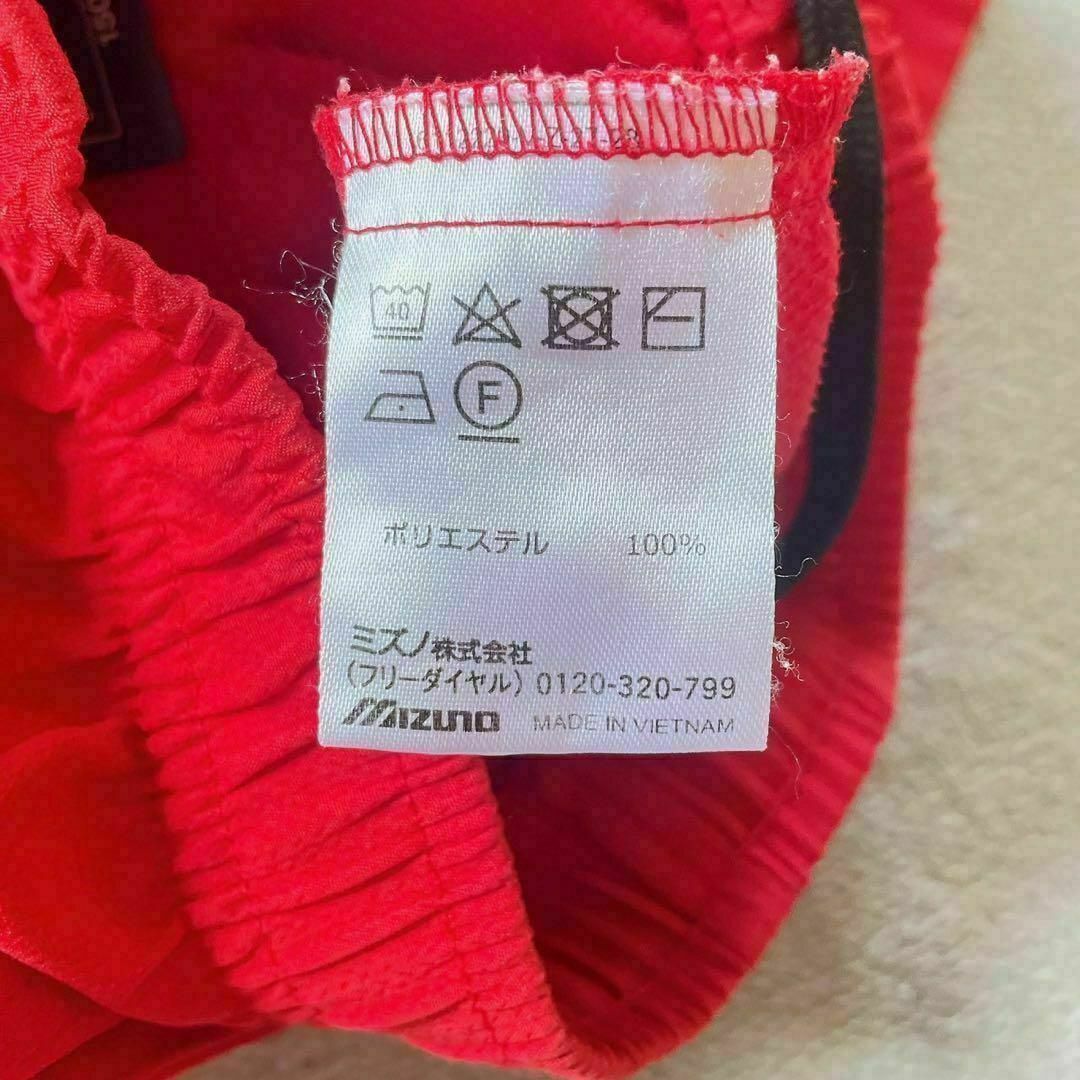 40
F
ポリエステル 100%
ミズノ株式会社
(フリーダイヤル) 0120-320-799
MIZUNO MADE IN VIETNAM